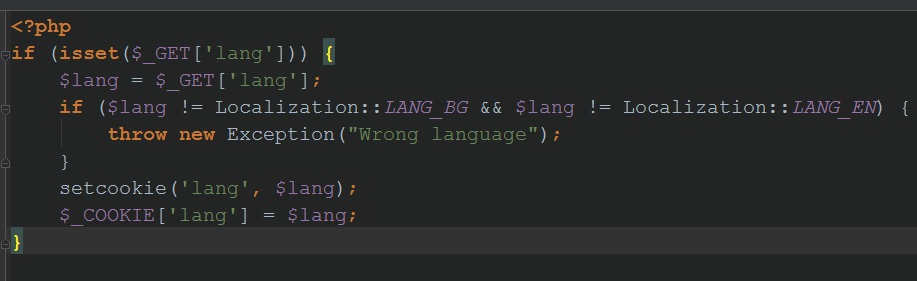 <?php
if (isset($_GET['lang'])) {
    $lang = $_GET['lang'];
    if ($lang != Localization::LANG_BG && $lang != Localization::LANG_EN) {
        throw new Exception("Wrong language");
    }
    setcookie('lang', $lang);
    $_COOKIE['lang'] = $lang;
}